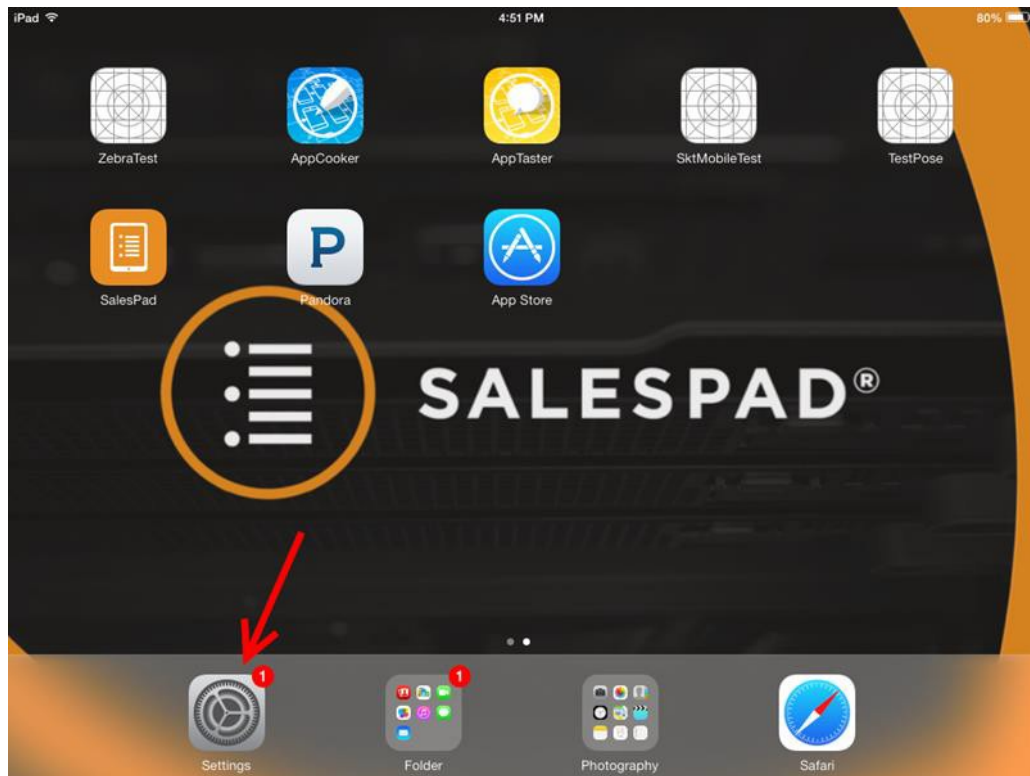 iPad 4:51 PM 80%
ZebraTest AppCooker AppTaster SktMobileTest TestPose
P
SalesPad Pandora App Store
SALESPAD®
1 1
Settings Folder Photography Safari